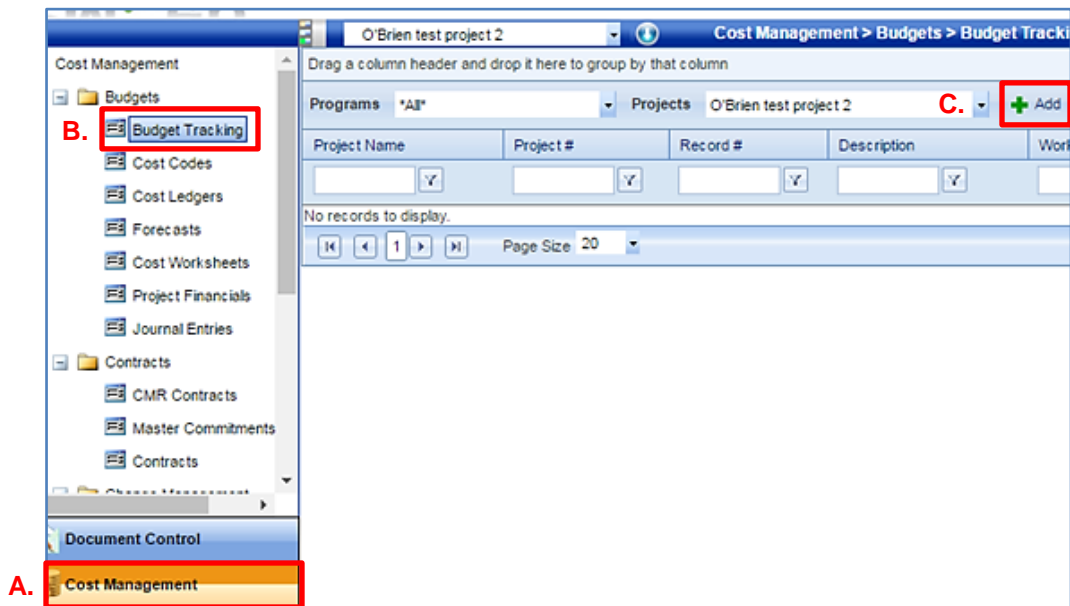 O'Brien test project 2
Cost Management > Budgets > Budget Tracki
Cost Management
Drag a column header and drop it here to group by that column
Budgets
Programs *All* Projects O'Brien test project 2 C. Add
B. Budget Tracking
Project Name Project # Record # Description Work
Cost Codes
Cost Ledgers
No records to display.
Forecasts
1 Page Size 20
Cost Worksheets
Project Financials
Journal Entries
Contracts
CMR Contracts
Master Commitments
Contracts
Change Management
Document Control
A. Cost Management